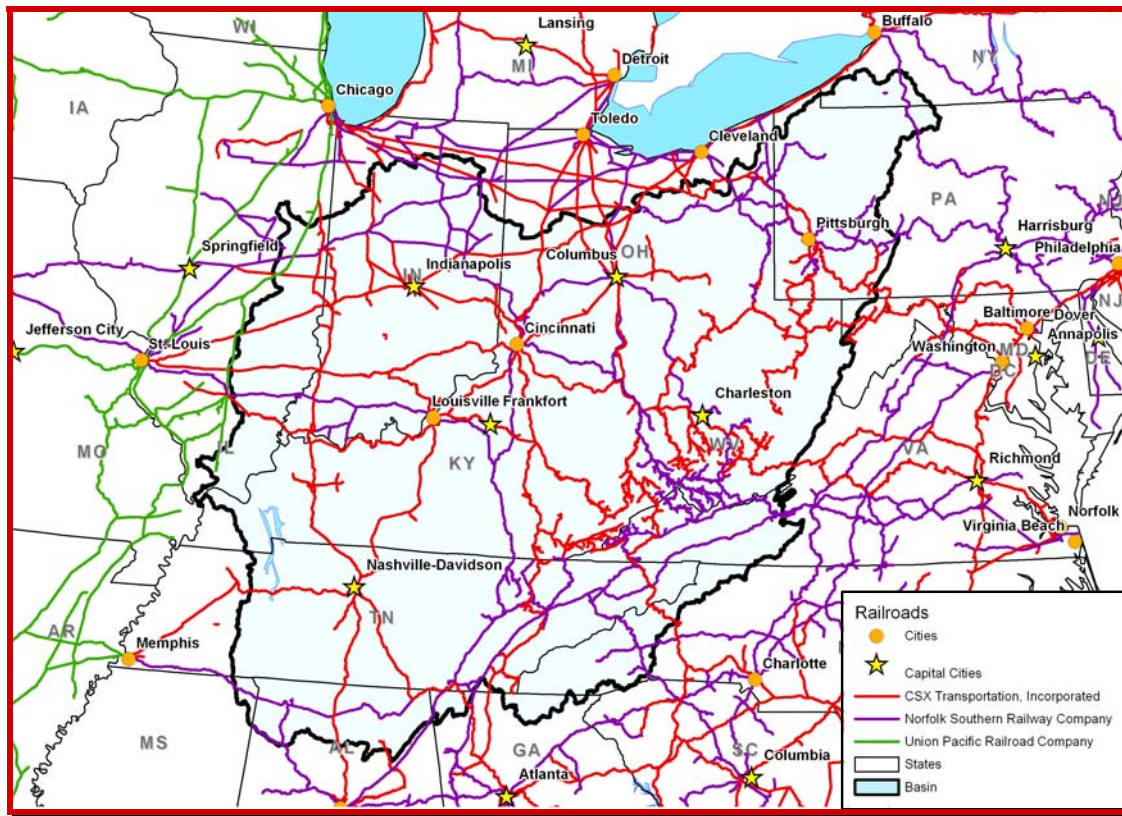 WI
Lansing
Buffalo
MI
NY
Detroit
Chicago
IA
Toledo
Cleveland
PA
NJ
Pittsburgh
Harrisburg
Philadelphia
Springfield
Columbus
OH
IN
Indianapolis
NJ
Baltimore
Dover
Jefferson City
St. Louis
Cincinnati
Washington
MD
Annapolis
DC
DE
Louisville
Frankfort
Charleston
MO
IL
KY
WV
VA
Richmond
Norfolk
Virginia Beach
Nashville-Davidson
TN
AR
Memphis
Charlotte
MS
AL
GA
SC
Columbia
Atlanta
Railroads
Cities
Capital Cities
CSX Transportation, Incorporated
Norfolk Southern Railway Company
Union Pacific Railroad Company
States
Basin